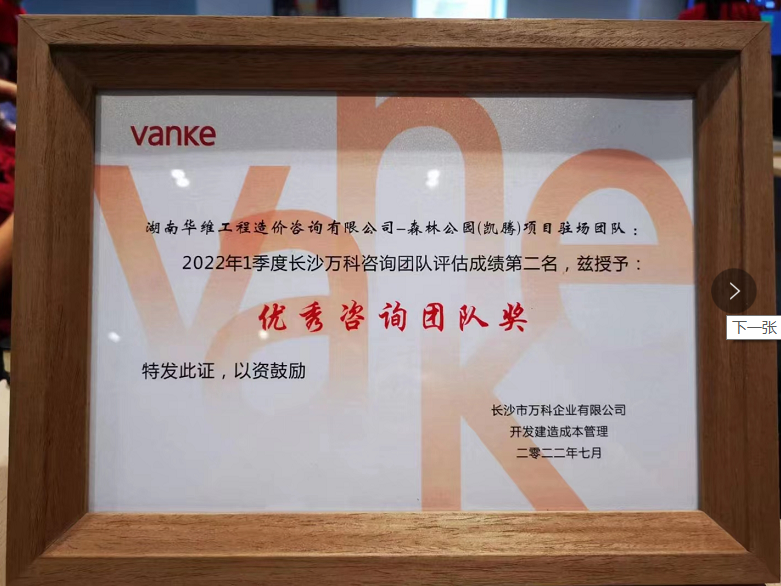 vanke
湖南华维工程造价咨询有限公司-森林公园(凯腾)项目驻场团队：
2022年1季度长沙万科咨询团队评估成绩第二名，兹授予：
优秀咨询团队奖
特发此证，以资鼓励
长沙市万科企业有限公司
开发建造成本管理
二零二二年七月
下一张
vanke